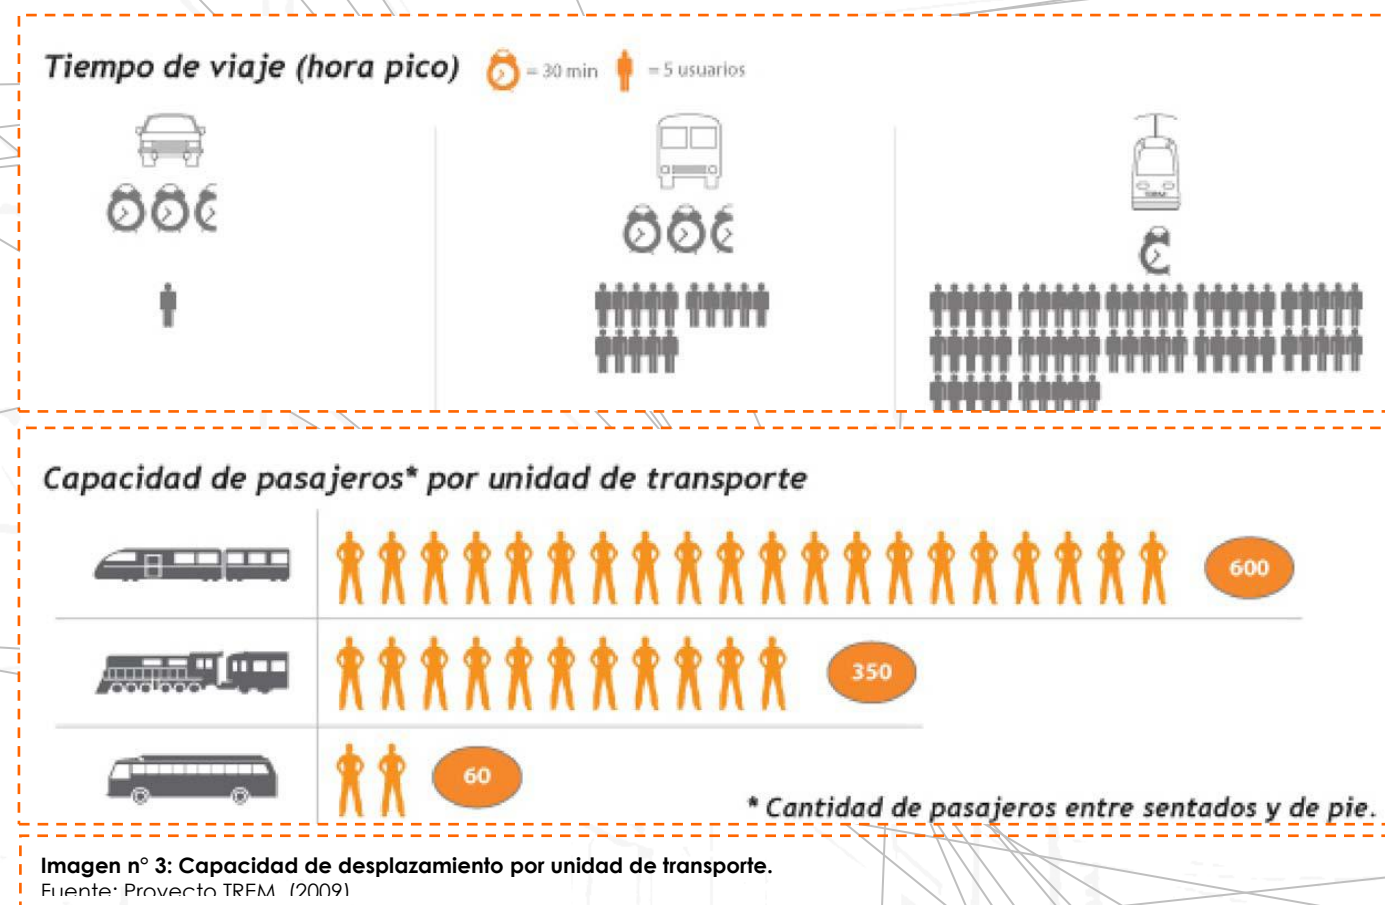 Tiempo de viaje (hora pico) = 30 min = 5 usuarios
Capacidad de pasajeros* por unidad de transporte
600
350
60
* Cantidad de pasajeros entre sentados y de pie.
Imagen n° 3: Capacidad de desplazamiento por unidad de transporte.
Fuente: Proyecto TREM. (2009)